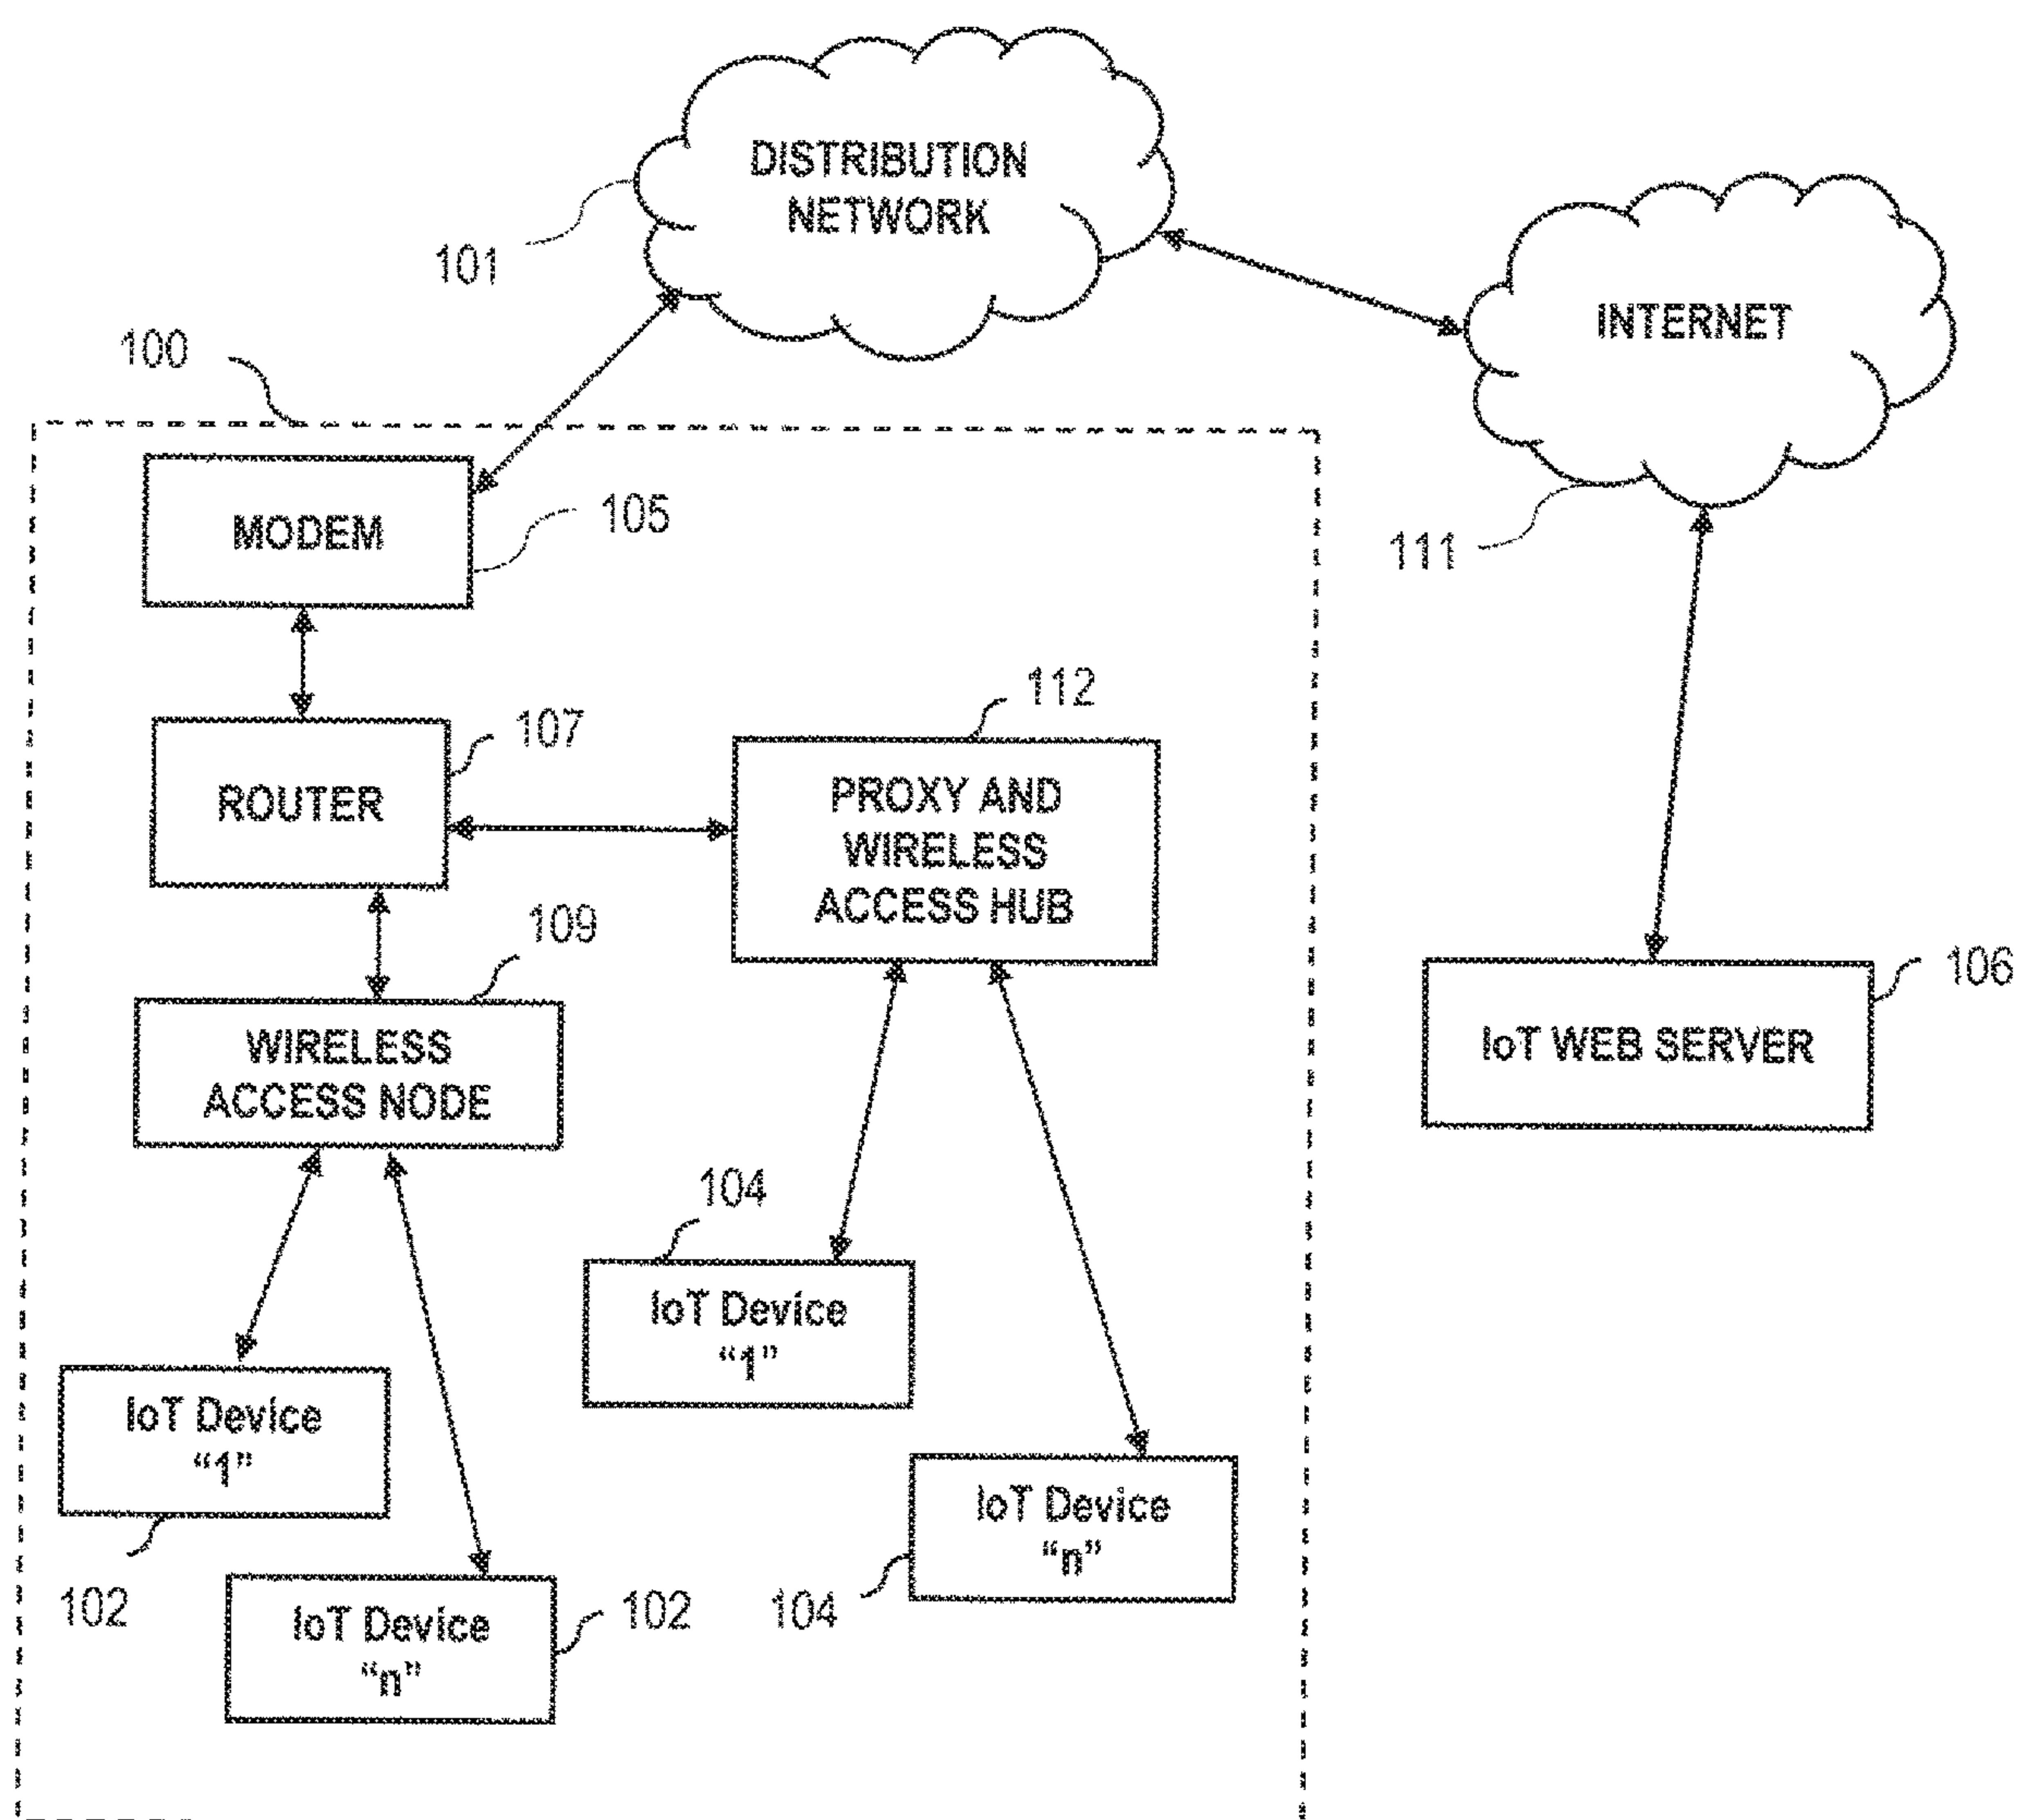 DISTRIBUTION
NETWORK
101
INTERNET
111
100
MODEM
105
ROUTER
107
112
PROXY AND
WIRELESS
ACCESS HUB
109
WIRELESS
ACCESS NODE
106
IoT WEB SERVER
104
IoT Device
“1”
IoT Device
“1”
102
IoT Device
“n”
104
IoT Device
“n”
102